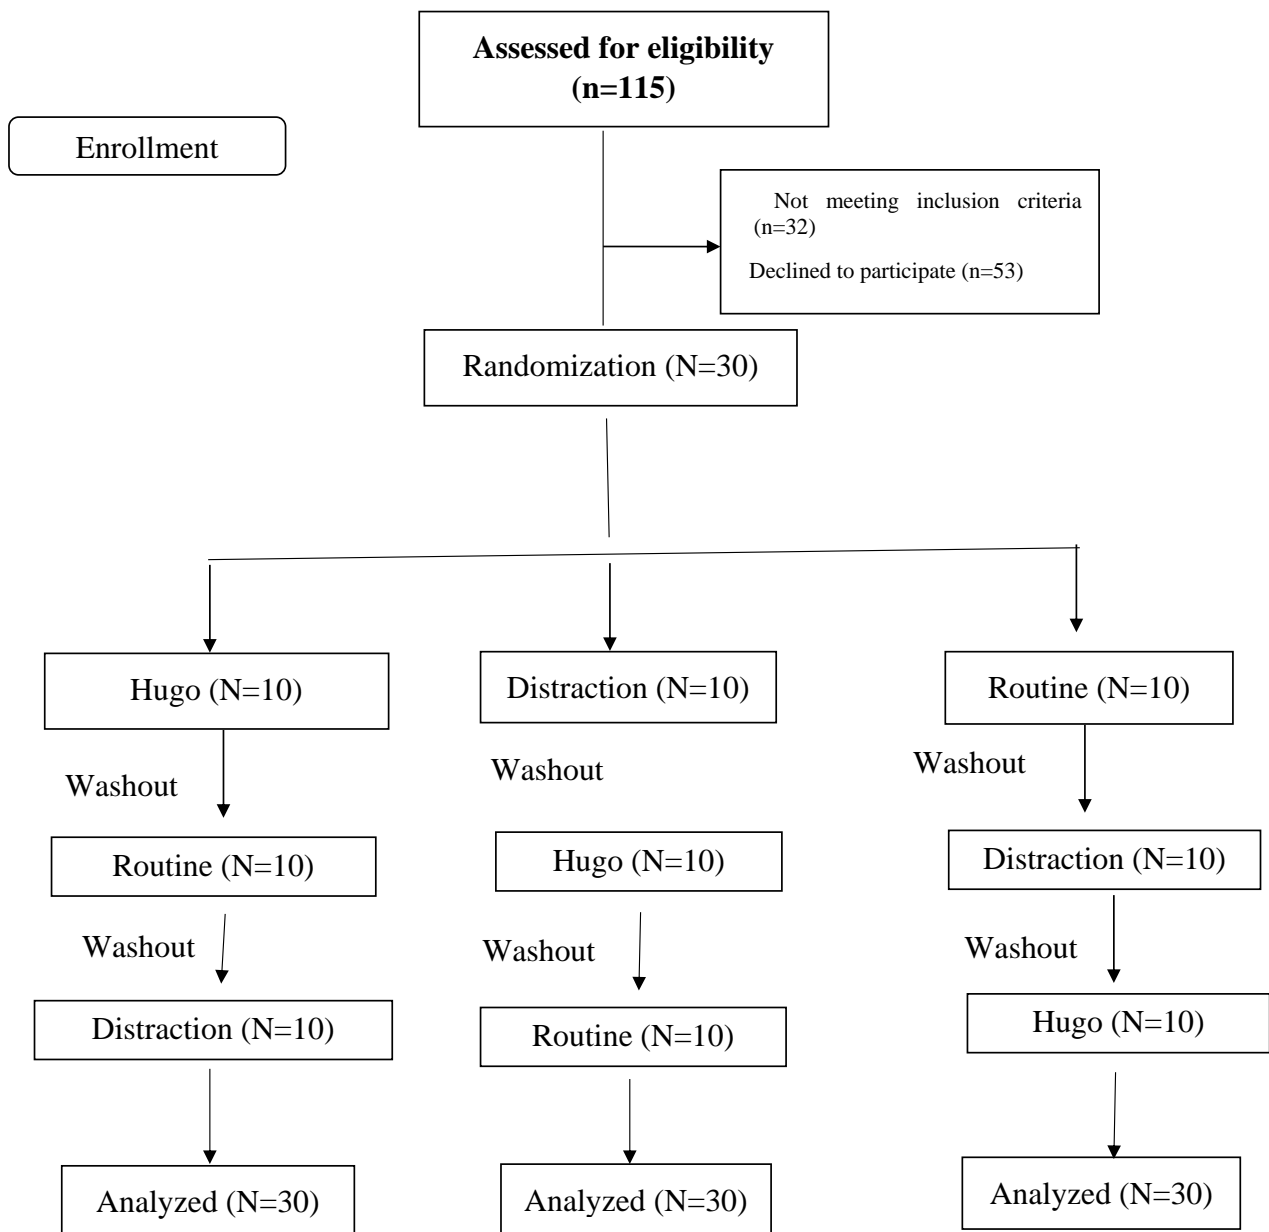 Assessed for eligibility
(n=115)
Enrollment
Not meeting inclusion criteria
(n=32)
Declined to participate (n=53)
Randomization (N=30)
Hugo (N=10)
Distraction (N=10)
Routine (N=10)
Washout
Washout
Washout
Routine (N=10)
Hugo (N=10)
Distraction (N=10)
Washout
Washout
Washout
Distraction (N=10)
Routine (N=10)
Hugo (N=10)
Analyzed (N=30)
Analyzed (N=30)
Analyzed (N=30)